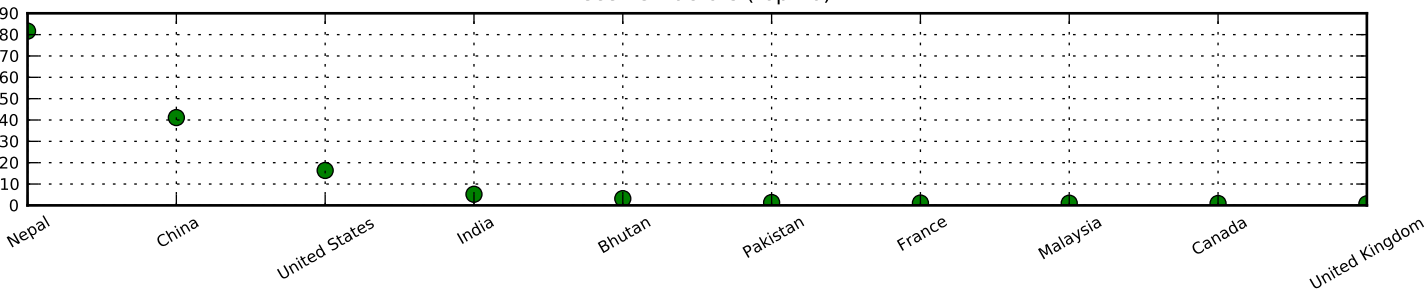 90
80
70
60
50
40
30
20
10
0
Nepal
China
United States
India
Bhutan
Pakistan
France
Malaysia
Canada
United Kingdom